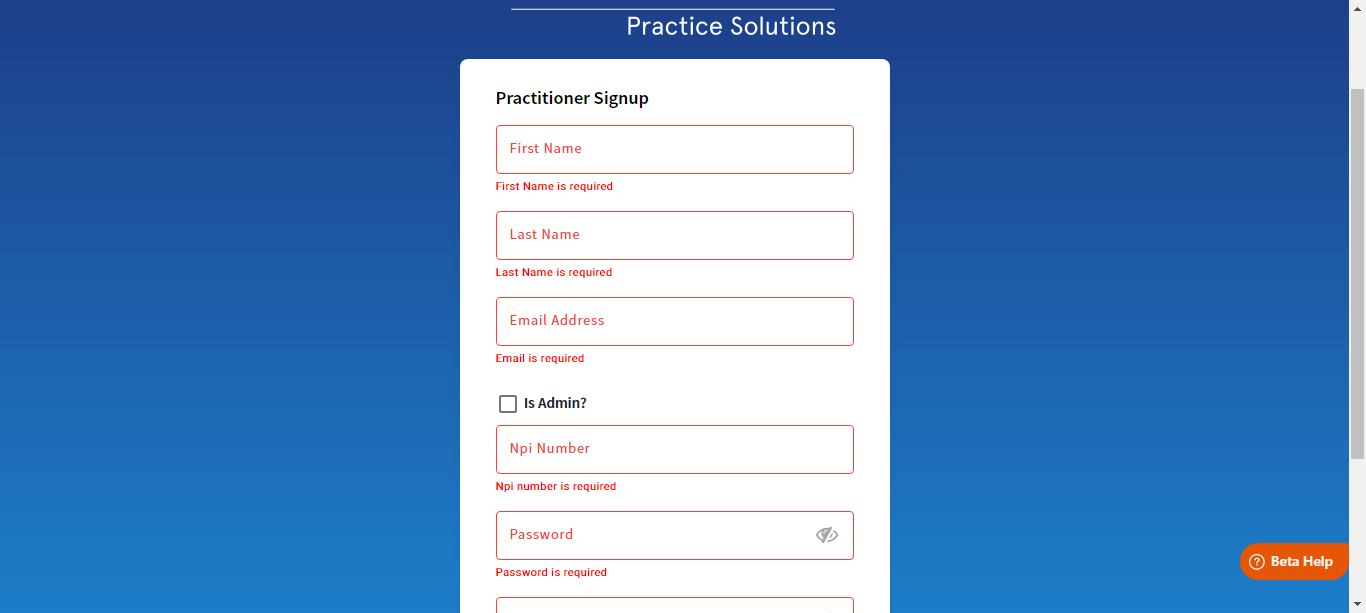 Practice Solutions
Practitioner Signup
First Name
First Name is required
Last Name
Last Name is required
Email Address
Email is required
Is Admin?
Npi Number
Npi number is required
Password
Password is required
Beta Help